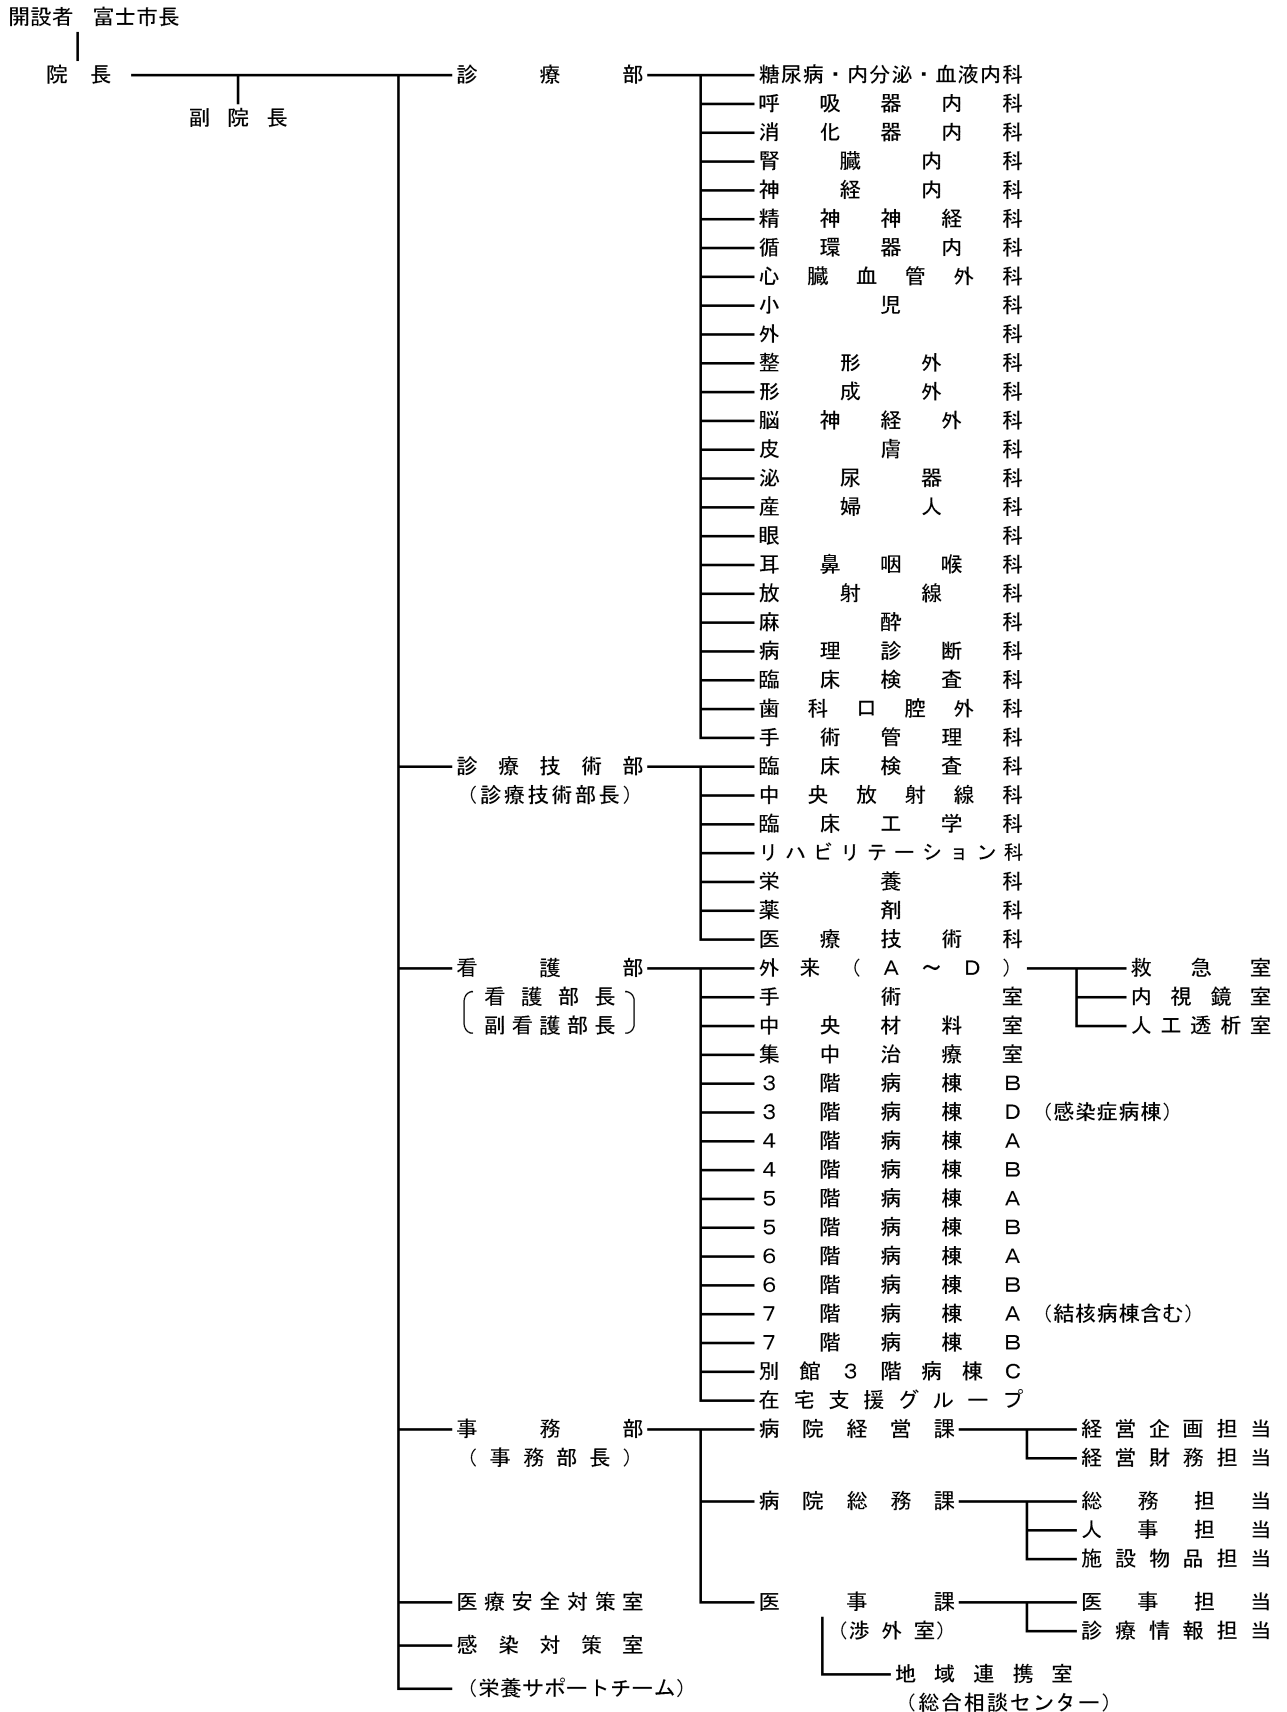 開設者　富士市長
院長
副院長
診療部
糖尿病・内分泌・血液内科
呼吸器内科
消化器内科
腎臓内科
神経内科
精神神経科
循環器内科
心臓血管外科
小児科
外科
整形外科
形成外科
脳神経外科
皮膚科
泌尿器科
産婦人科
眼科
耳鼻咽喉科
放射線科
麻酔科
病理診断科
臨床検査科
歯科口腔外科
手術管理科
診療技術部
（診療技術部長）
臨床検査科
中央放射線科
臨床工学科
リハビリテーション科
栄養科
薬剤科
医療技術科
看護部
看護部長
副看護部長
外来（A～D）
救急室
内視鏡室
人工透析室
手術室
中央材料室
集中治療室
3階病棟B
3階病棟D（感染症病棟）
4階病棟A
4階病棟B
5階病棟A
5階病棟B
6階病棟A
6階病棟B
7階病棟A（結核病棟含む）
7階病棟B
別館3階病棟C
在宅支援グループ
事務部
（事務部長）
病院経営課
経営企画担当
経営財務担当
病院総務課
総務担当
人事担当
施設物品担当
医事課
（渉外室）
医事担当
診療情報担当
地域連携室
（総合相談センター）
医療安全対策室
感染対策室
（栄養サポートチーム）